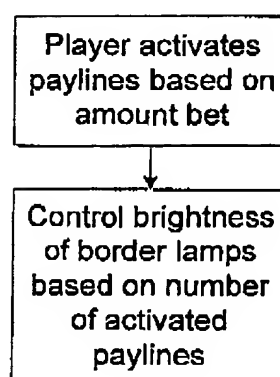 Player activates
paylines based on
amount bet
Control brightness
of border lamps
based on number
of activated
paylines